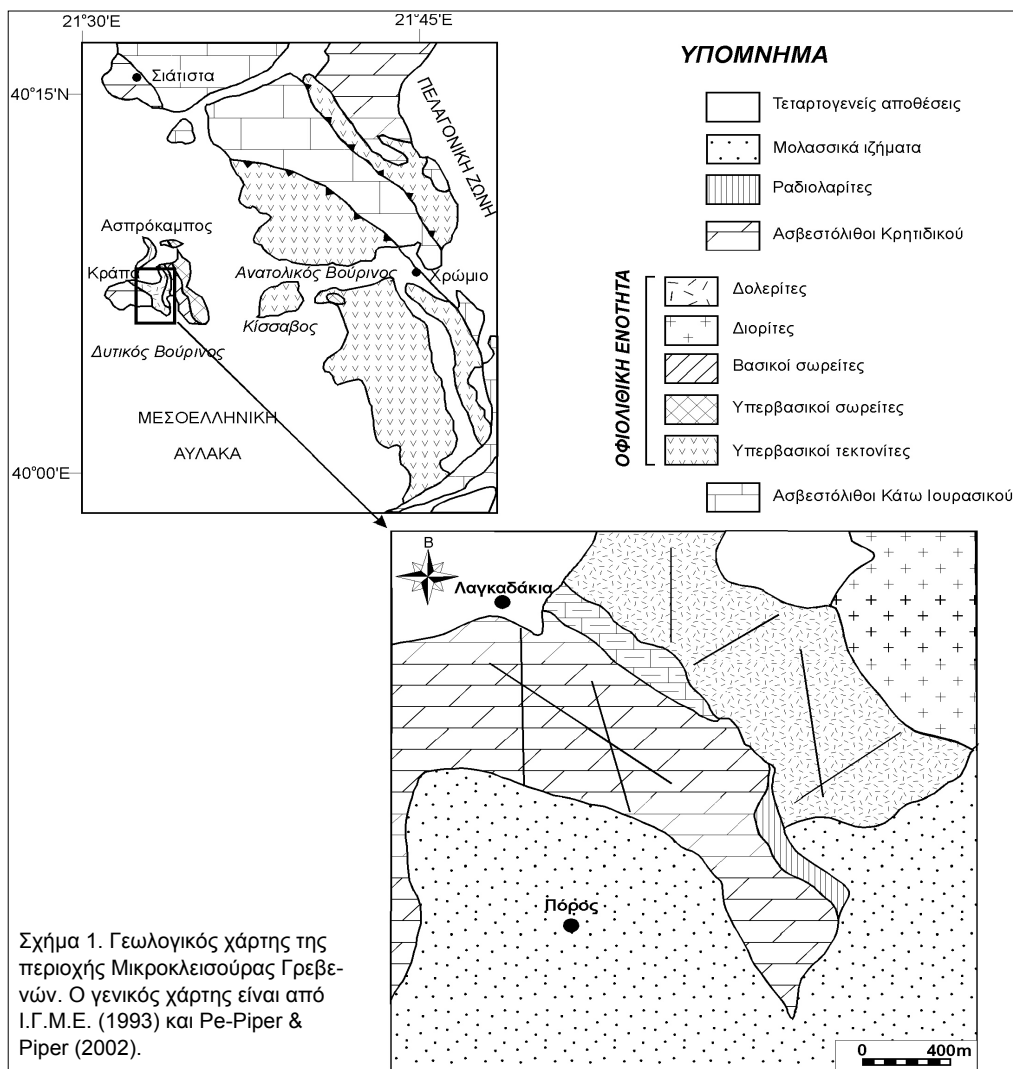 21°30'E
21°45'E
40°15'N
40°00'E
Σιάτιστα
ΠΕΛΑΓΟΝΙΚΗ ΖΩΝΗ
Ασπρόκαμπος
Κράπα
Ανατολικός Βούρινος
Χρώμιο
Κίσσαβος
Δυτικός Βούρινος
ΜΕΣΟΕΛΛΗΝΙΚΗ
ΑΥΛΑΚΑ
ΥΠΟΜΝΗΜΑ
Τεταρτογενείς αποθέσεις
Μολασσικά ιζήματα
Ραδιολαρίτες
Ασβεστόλιθοι Κρητιδικού
ΟΦΙΟΛΙΘΙΚΗ ΕΝΟΤΗΤΑ
Δολερίτες
Διορίτες
Βασικοί σωρείτες
Υπερβασικοί σωρείτες
Υπερβασικοί τεκτονίτες
Ασβεστόλιθοι Κάτω Ιουρασικού
Β
Λαγκαδάκια
Πόρος
0 400m
Σχήμα 1. Γεωλογικός χάρτης της
περιοχής Μικροκλεισούρας Γρεβε-
νών. Ο γενικός χάρτης είναι από
Ι.Γ.Μ.Ε. (1993) και Pe-Piper &
Piper (2002).